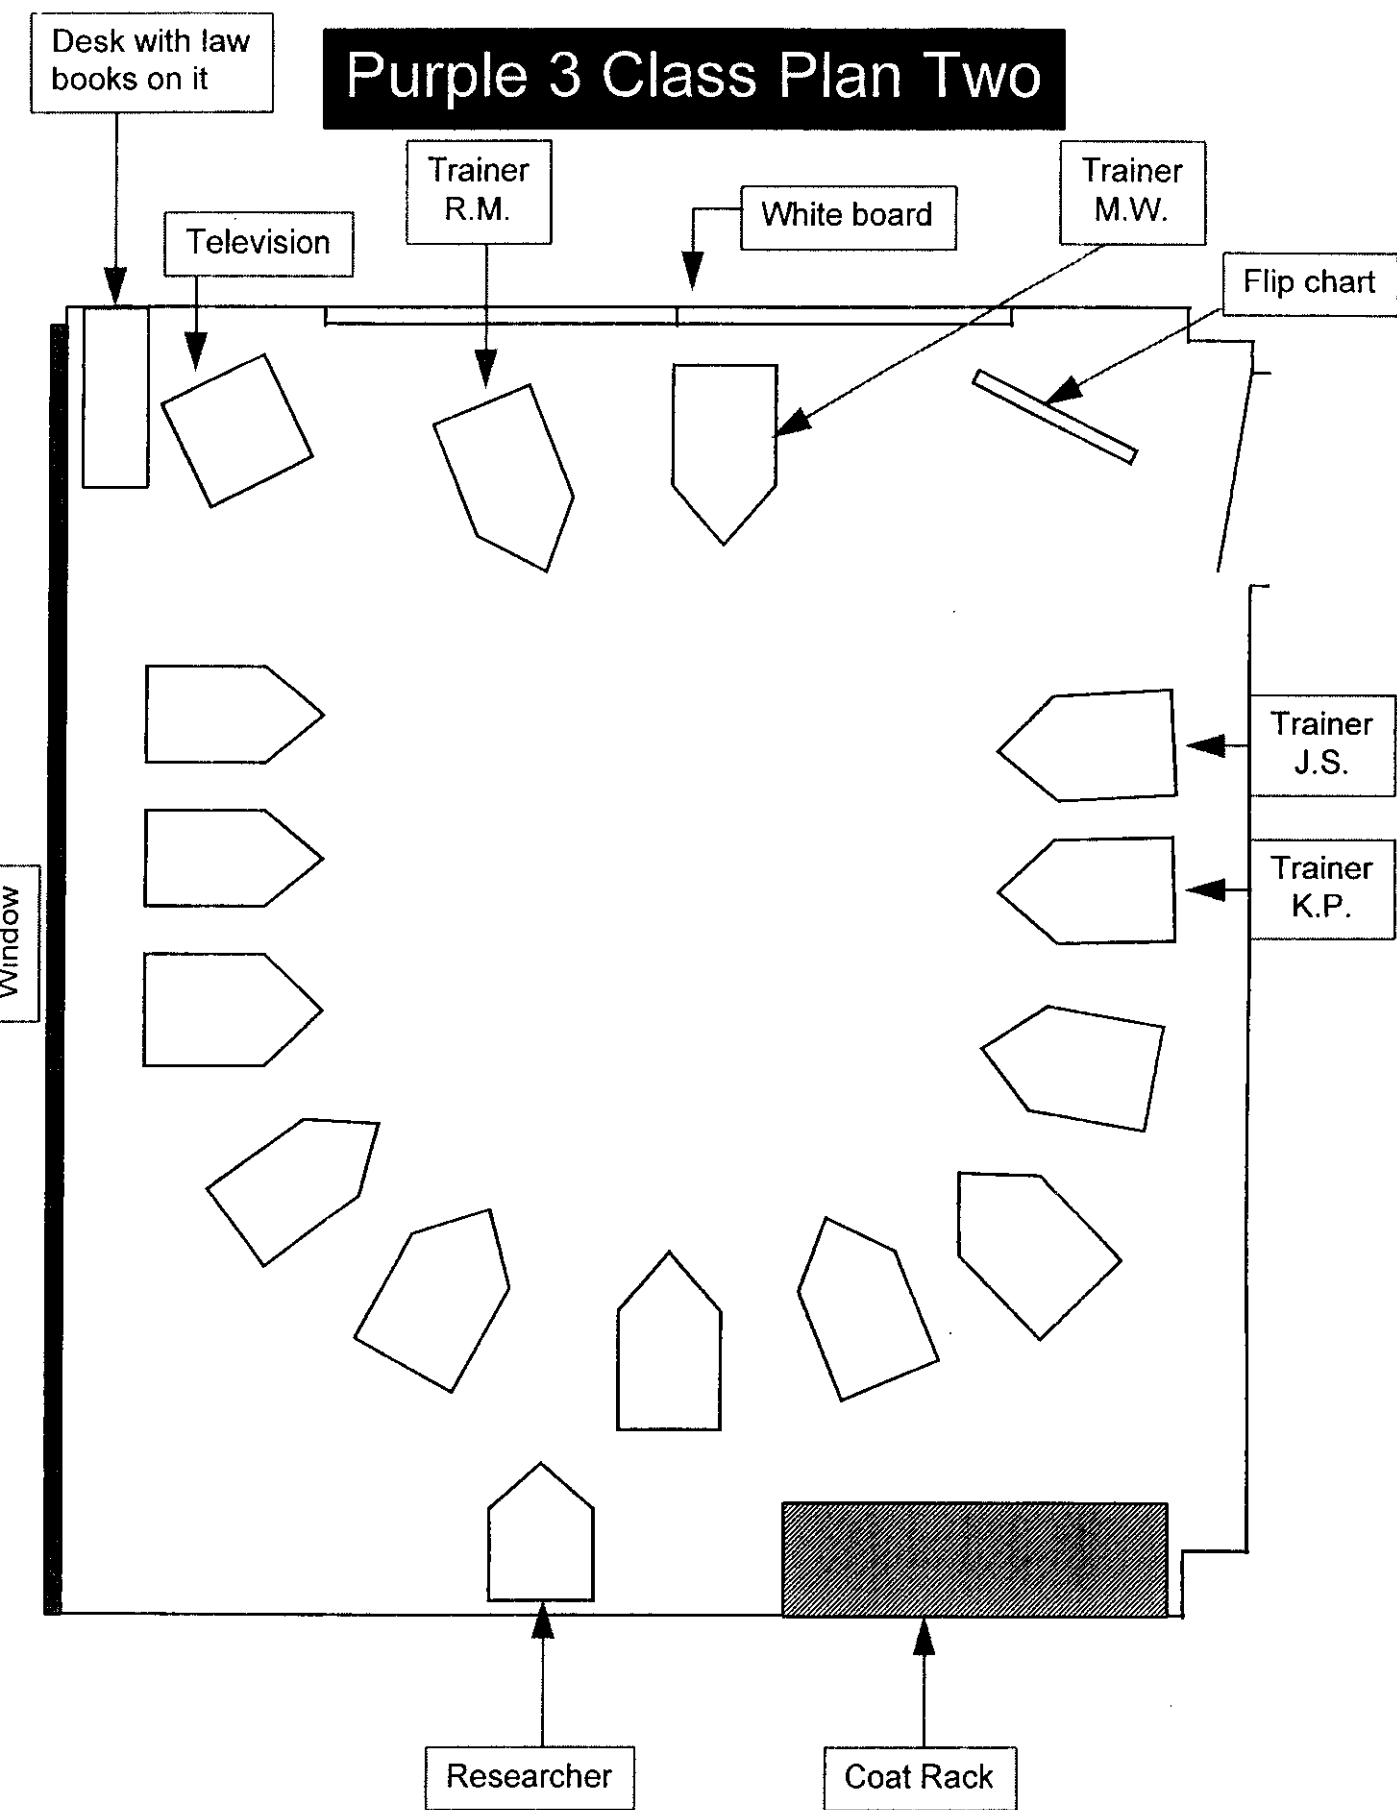 Desk with law
books on it
Purple 3 Class Plan Two
Trainer
R.M.
Trainer
M.W.
White board
Television
Flip chart
Trainer
J.S.
Trainer
K.P.
Window
Researcher
Coat Rack